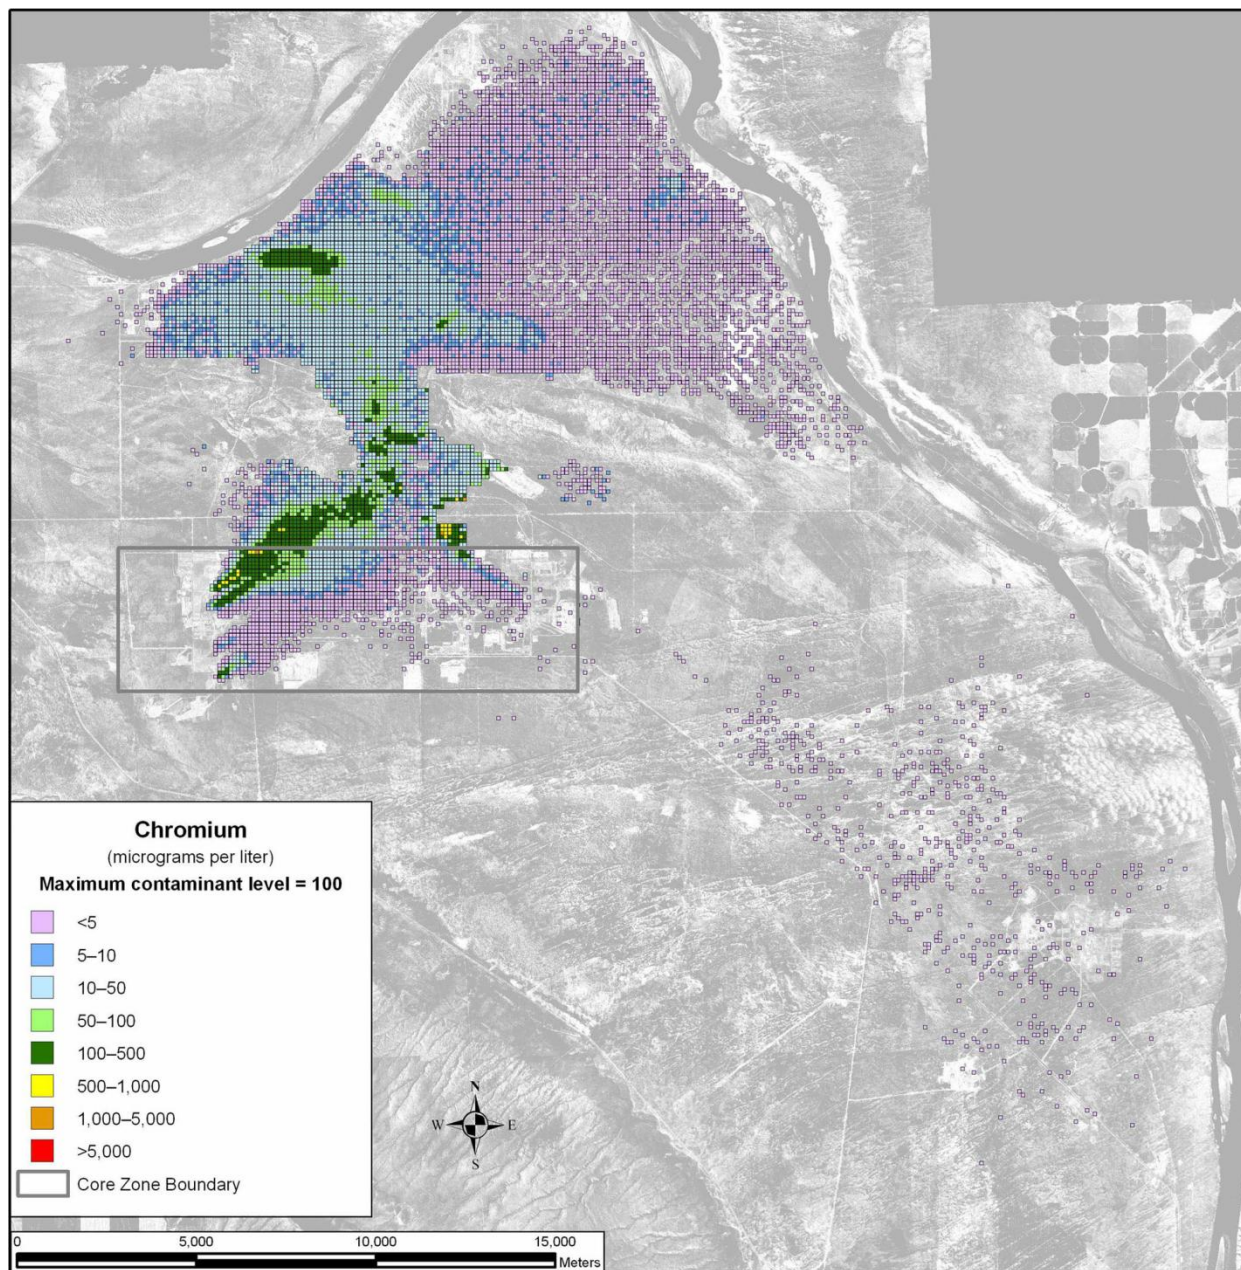 Chromium
(micrograms per liter)
Maximum contaminant level = 100
<5
5–10
10–50
50–100
100–500
500–1,000
1,000–5,000
>5,000
Core Zone Boundary
N
W E
S
0 5,000 10,000 15,000
Meters